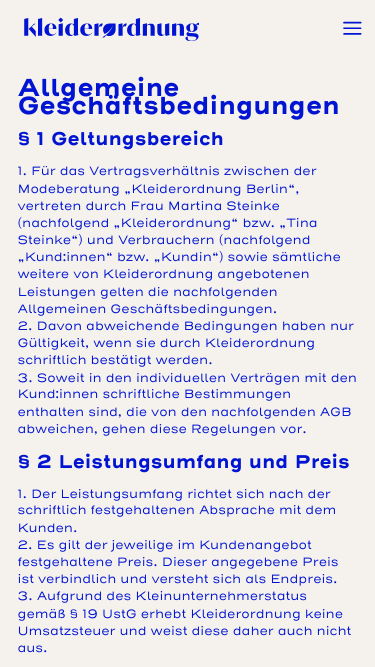 kleiderordnung
Allgemeine
Geschäftsbedingungen
§ 1 Geltungsbereich
1. Für das Vertragsverhältnis zwischen der
Modeberatung „Kleiderordnung Berlin“,
vertreten durch Frau Martina Steinke
(nachfolgend „Kleiderordnung“ bzw. „Tina
Steinke“) und Verbrauchern (nachfolgend
„Kund:innen“ bzw. „Kundin“) sowie sämtliche
weitere von Kleiderordnung angebotenen
Leistungen gelten die nachfolgenden
Allgemeinen Geschäftsbedingungen.
2. Davon abweichende Bedingungen haben nur
Gültigkeit, wenn sie durch Kleiderordnung
schriftlich bestätigt werden.
3. Soweit in den individuellen Verträgen mit den
Kund:innen schriftliche Bestimmungen
enthalten sind, die von den nachfolgenden AGB
abweichen, gehen diese Regelungen vor.
§ 2 Leistungsumfang und Preis
1. Der Leistungsumfang richtet sich nach der
schriftlich festgehaltenen Absprache mit dem
Kunden.
2. Es gilt der jeweilige im Kundenangebot
festgehaltene Preis. Dieser angegebene Preis
ist verbindlich und versteht sich als Endpreis.
3. Aufgrund des Kleinunternehmerstatus
gemäß § 19 UstG erhebt Kleiderordnung keine
Umsatzsteuer und weist diese daher auch nicht
aus.